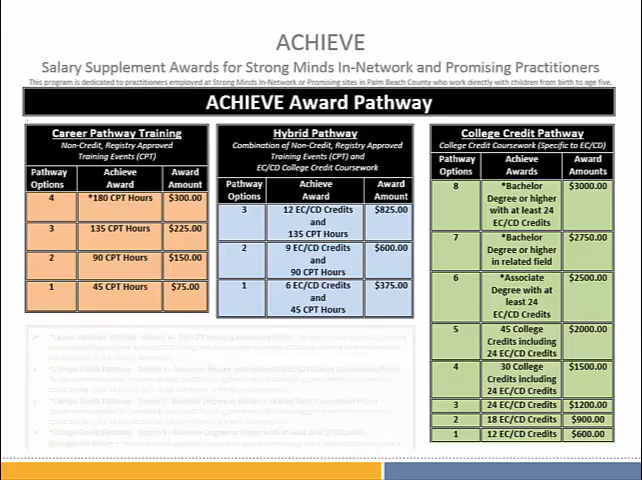 ACHIEVE
Salary Supplement Awards for Strong Minds In-Network and Promising Practitioners
This program is dedicated to practitioners employed at Strong Minds In-Network or Promising sites in Palm Beach County who work directly with children from birth to age five.
ACHIEVE Award Pathway
Career Pathway Training
Non-Credit, Registry Approved
Training Events (CPT)
Pathway Options Achieve Award Award Amount
4 *180 CPT Hours $300.00
3 135 CPT Hours $225.00
2 90 CPT Hours $150.00
1 45 CPT Hours $75.00
Hybrid Pathway
Combination of Non-Credit, Registry Approved
Training Events (CPT) and
EC/CD College Credit Coursework
Pathway Options Achieve Award Award Amount
3 12 EC/CD Credits $825.00
and
135 CPT Hours
2 9 EC/CD Credits $600.00
and
90 CPT Hours
1 6 EC/CD Credits $375.00
and
45 CPT Hours
College Credit Pathway
College Credit Coursework (Specific to EC/CD)
Pathway Options Achieve Awards Award Amounts
8 *Bachelor $3000.00
Degree or higher
with at least 24
EC/CD Credits
7 *Bachelor $2750.00
Degree or higher
in related field
6 *Associate $2500.00
Degree with at
least 24
EC/CD Credits
5 45 College $2000.00
Credits including
24 EC/CD Credits
4 30 College $1500.00
Credits including
24 EC/CD Credits
3 24 EC/CD Credits $1200.00
2 18 EC/CD Credits $900.00
1 12 EC/CD Credits $600.00